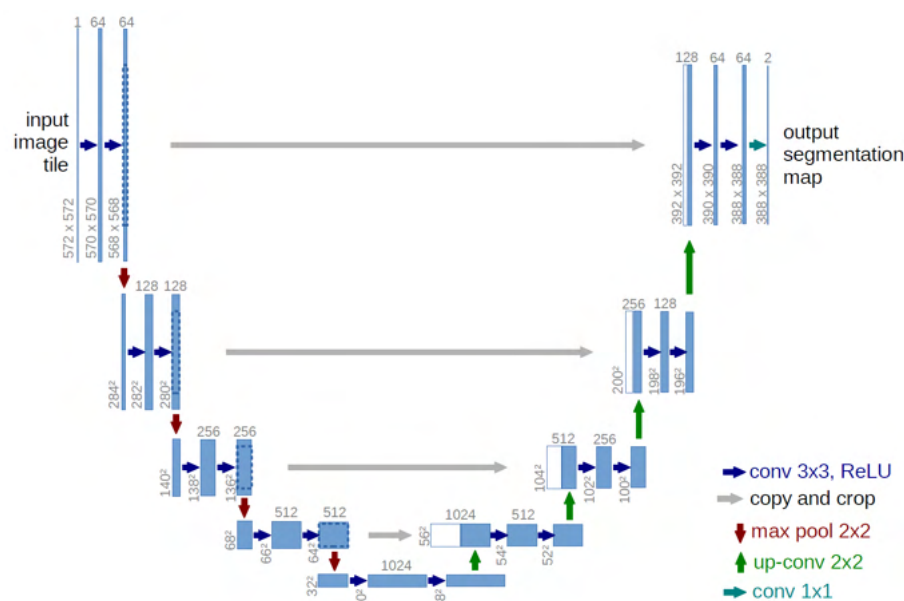 1 64 64
128 64 64 2
input
image
tile
output
segmentation
map
572 x 572
570 x 570
568 x 568
392 x 392
390 x 390
388 x 388
388 x 388
128 128
256 128
284²
282²
280²
200²
198²
196²
256 256
512 256
140²
138²
136²
104²
102²
100²
512 512
1024 512
68²
66²
64²
56²
54²
52²
1024
32²
0²
8²
conv 3x3, ReLU
copy and crop
max pool 2x2
up-conv 2x2
conv 1x1